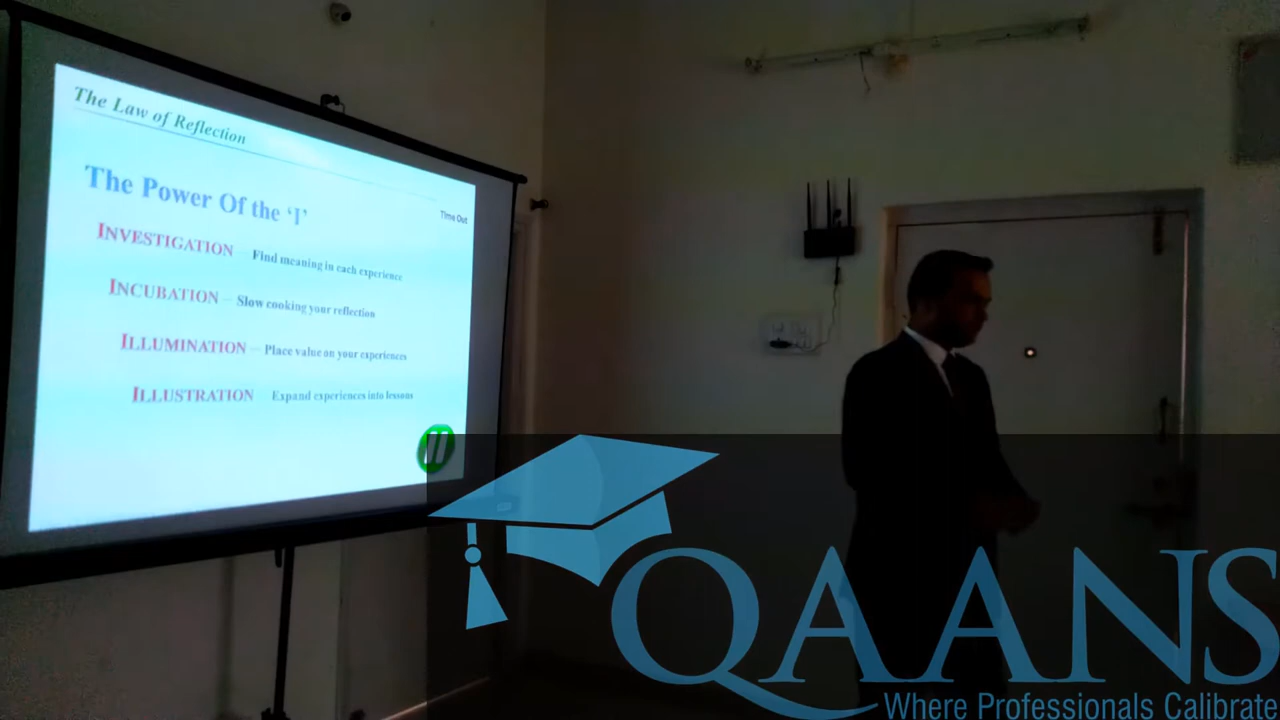 The Law of Reflection
The Power Of the ‘I’
Time Out
INVESTIGATION – Find meaning in each experience
INCUBATION – Slow cooking your reflection
ILLUMINATION – Place value on your experiences
ILLUSTRATION Expand experiences into lessons
QAANS
Where Professionals Calibrate